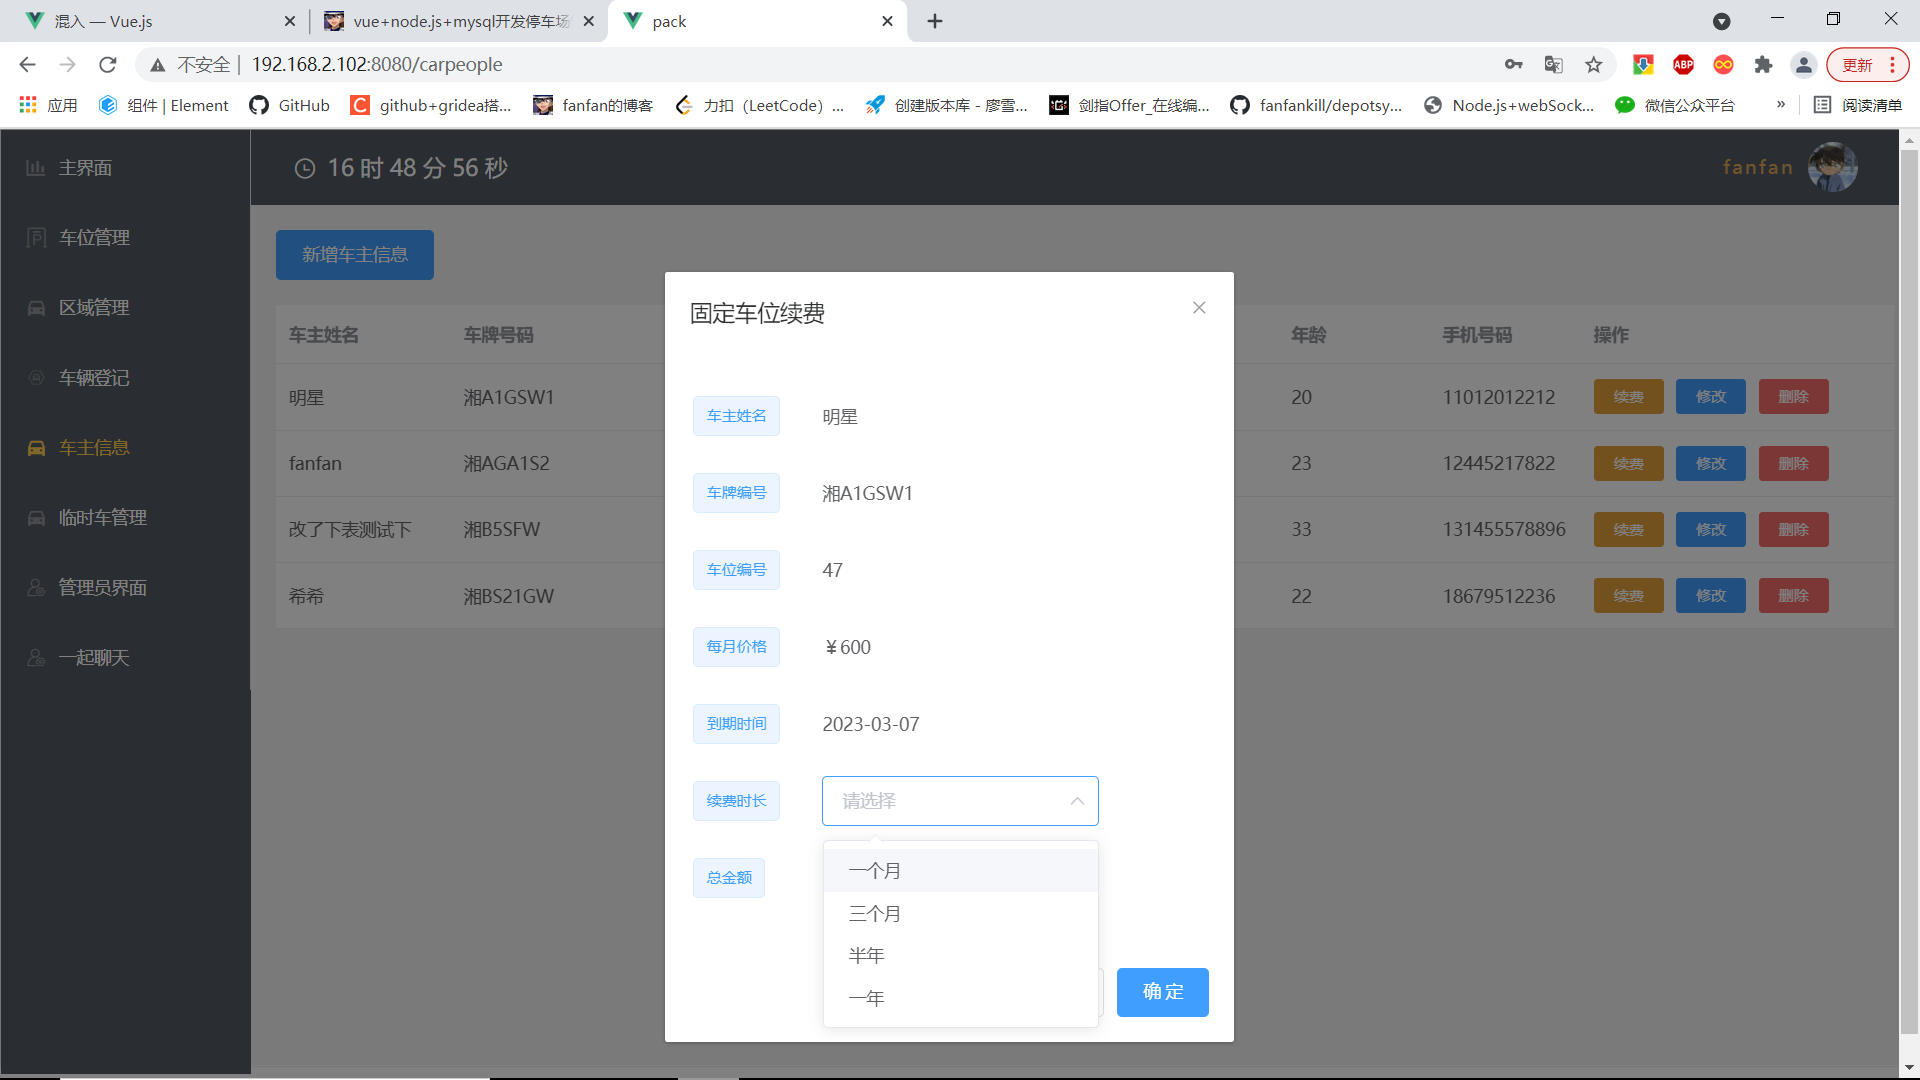 混入 — Vue.js
vue+node.js+mysql开发停车场
pack
不安全
192.168.2.102:8080/carpeople
更新
应用
组件 | Element
GitHub
github+gridea搭...
fanfan的博客
力扣（LeetCode）...
创建版本库 - 廖雪...
剑指Offer_在线编...
fanfankill/depotsy...
Node.js+webSock...
微信公众平台
»
阅读清单
ABP
主界面
车位管理
区域管理
车辆登记
车主信息
临时车管理
管理员界面
一起聊天
16 时 48 分 56 秒
fanfan
新增车主信息
车主姓名 车牌号码 年龄 手机号码 操作
明星 湘A1GSW1 20 11012012212 续费 修改 删除
fanfan 湘AGA1S2 23 12445217822 续费 修改 删除
改了下表测试下 湘B5SFW 33 131455578896 续费 修改 删除
希希 湘BS21GW 22 18679512236 续费 修改 删除
固定车位续费
车主姓名 明星
车牌编号 湘A1GSW1
车位编号 47
每月价格 ￥600
到期时间 2023-03-07
续费时长 请选择
总金额
一个月
三个月
半年
一年
确 定